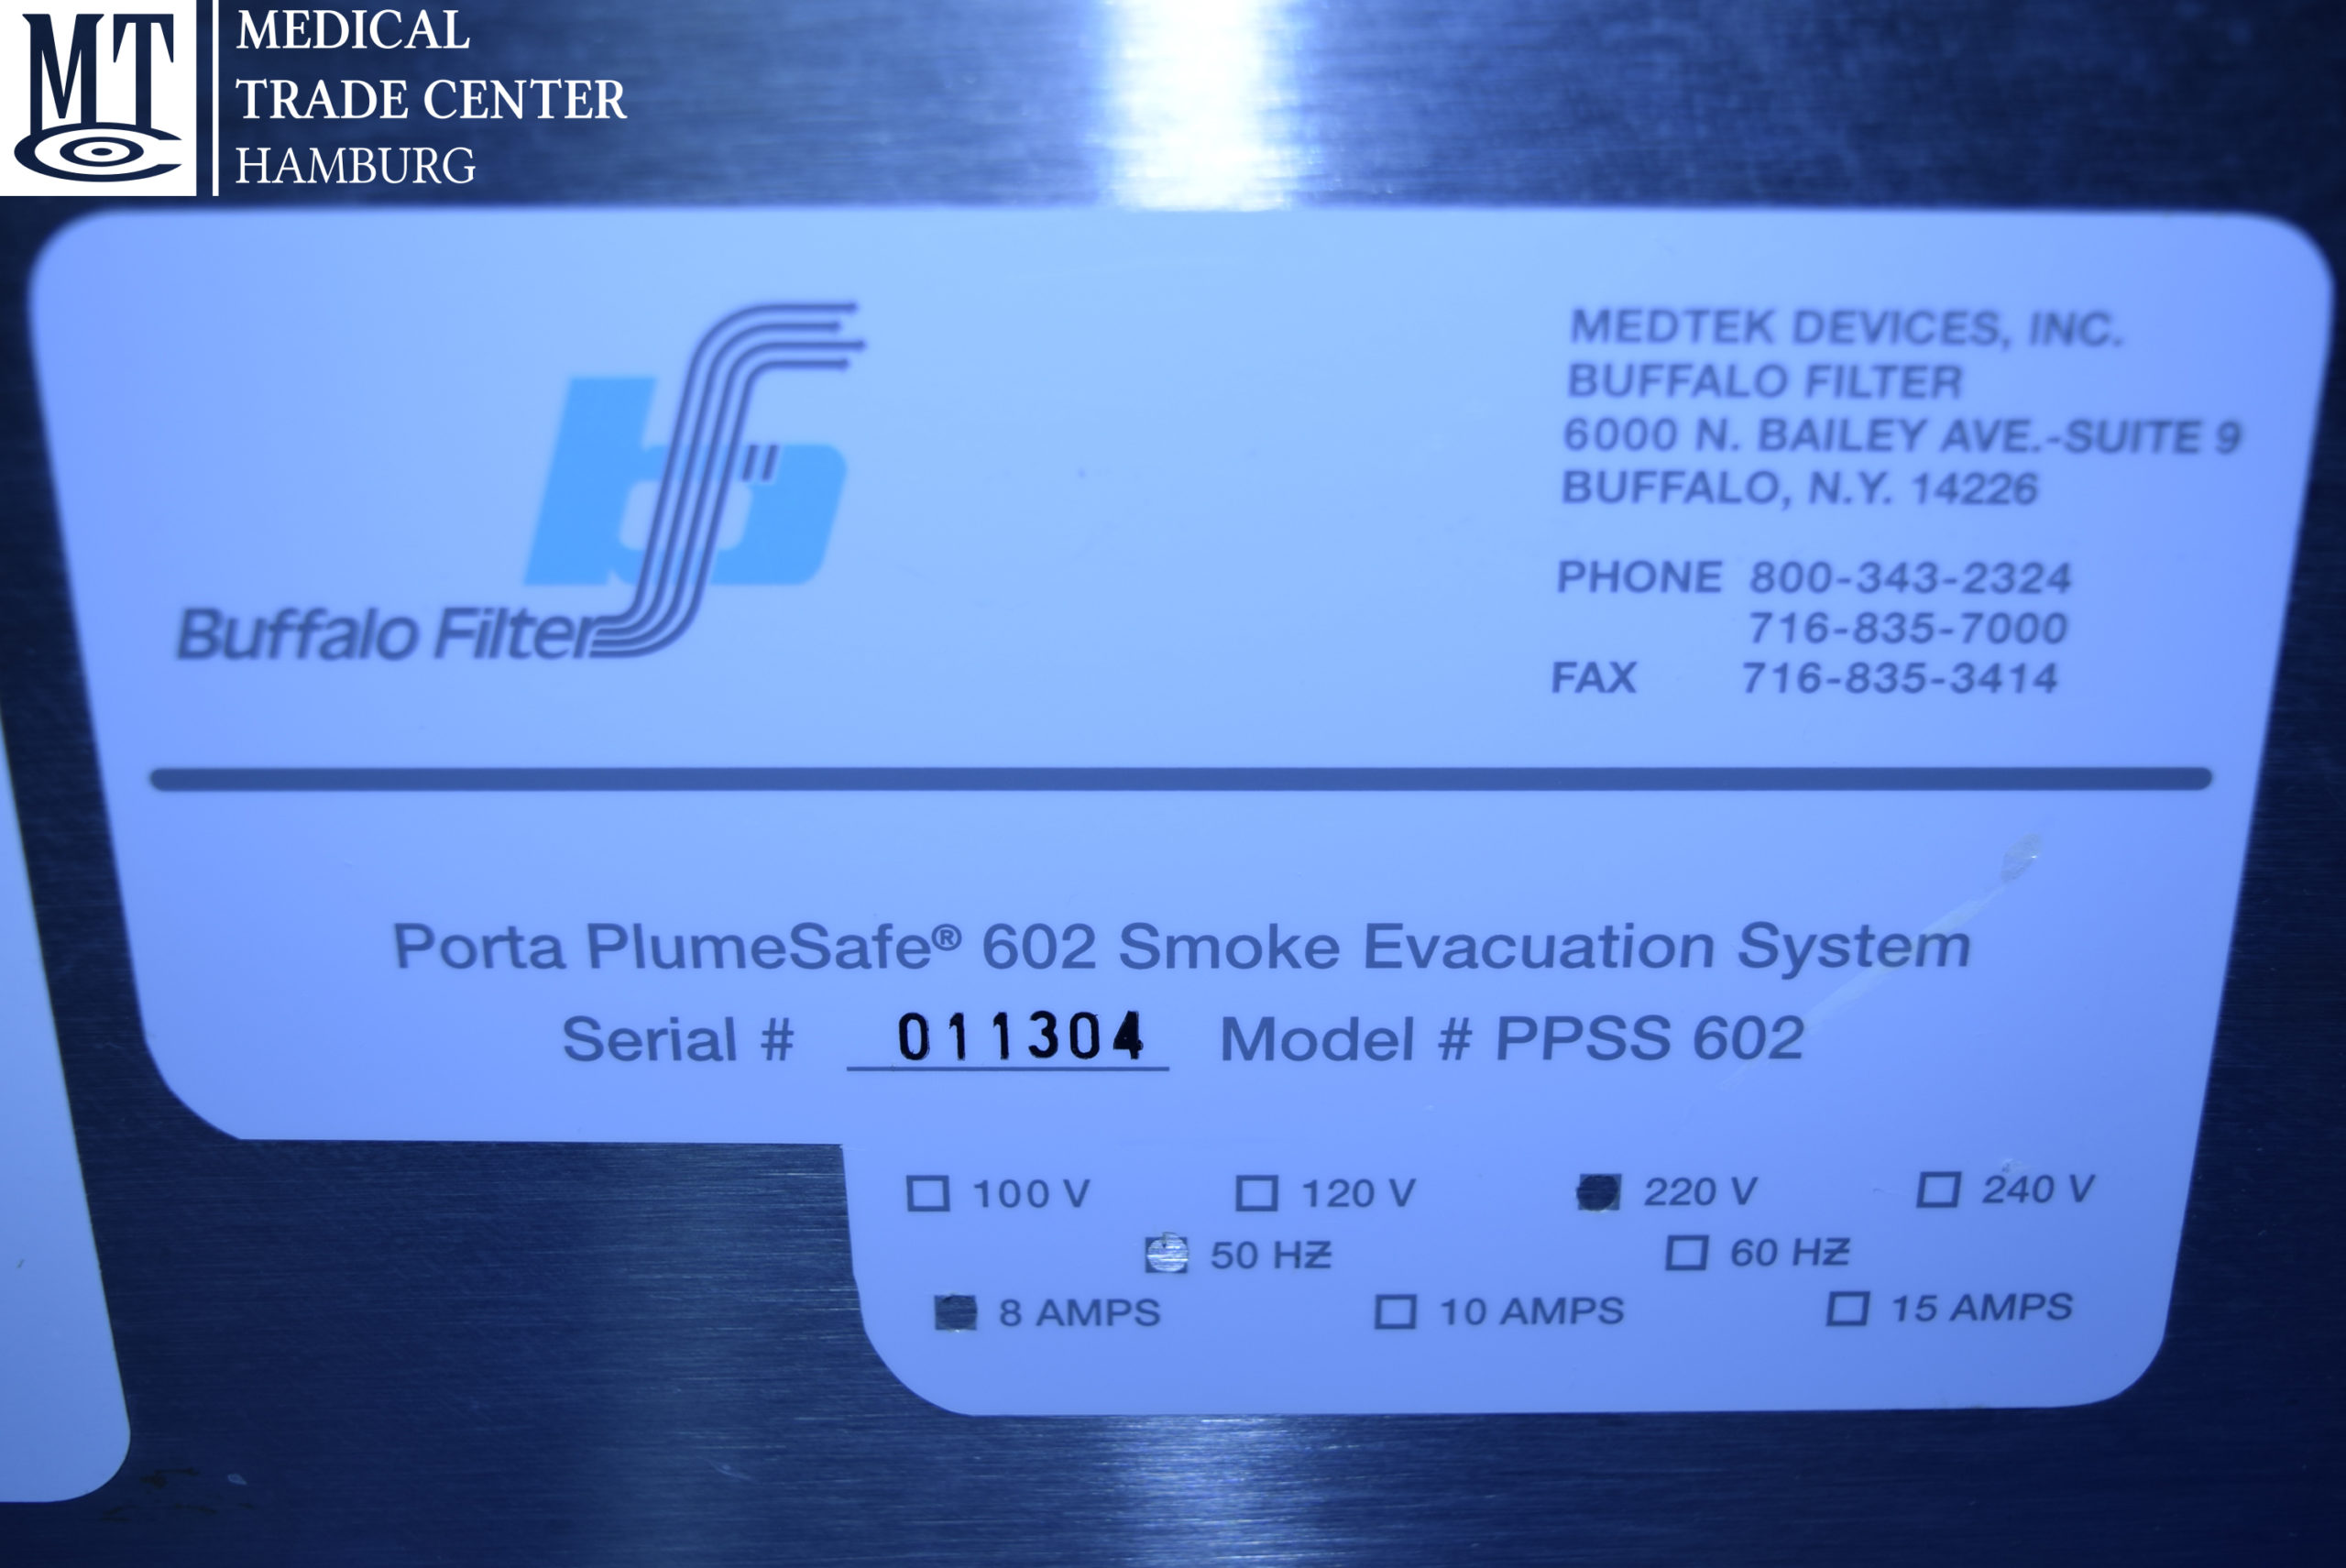 MTC
MEDICAL
TRADE CENTER
HAMBURG
bf
Buffalo Filter
MEDTEK DEVICES, INC.
BUFFALO FILTER
6000 N. BAILEY AVE.-SUITE 9
BUFFALO, N.Y. 14226
PHONE 800-343-2324
716-835-7000
FAX 716-835-3414
Porta PlumeSafe® 602 Smoke Evacuation System
Serial # 011304 Model # PPSS 602
100 V 120 V 220 V 240 V
50 HZ 60 HZ
8 AMPS 10 AMPS 15 AMPS